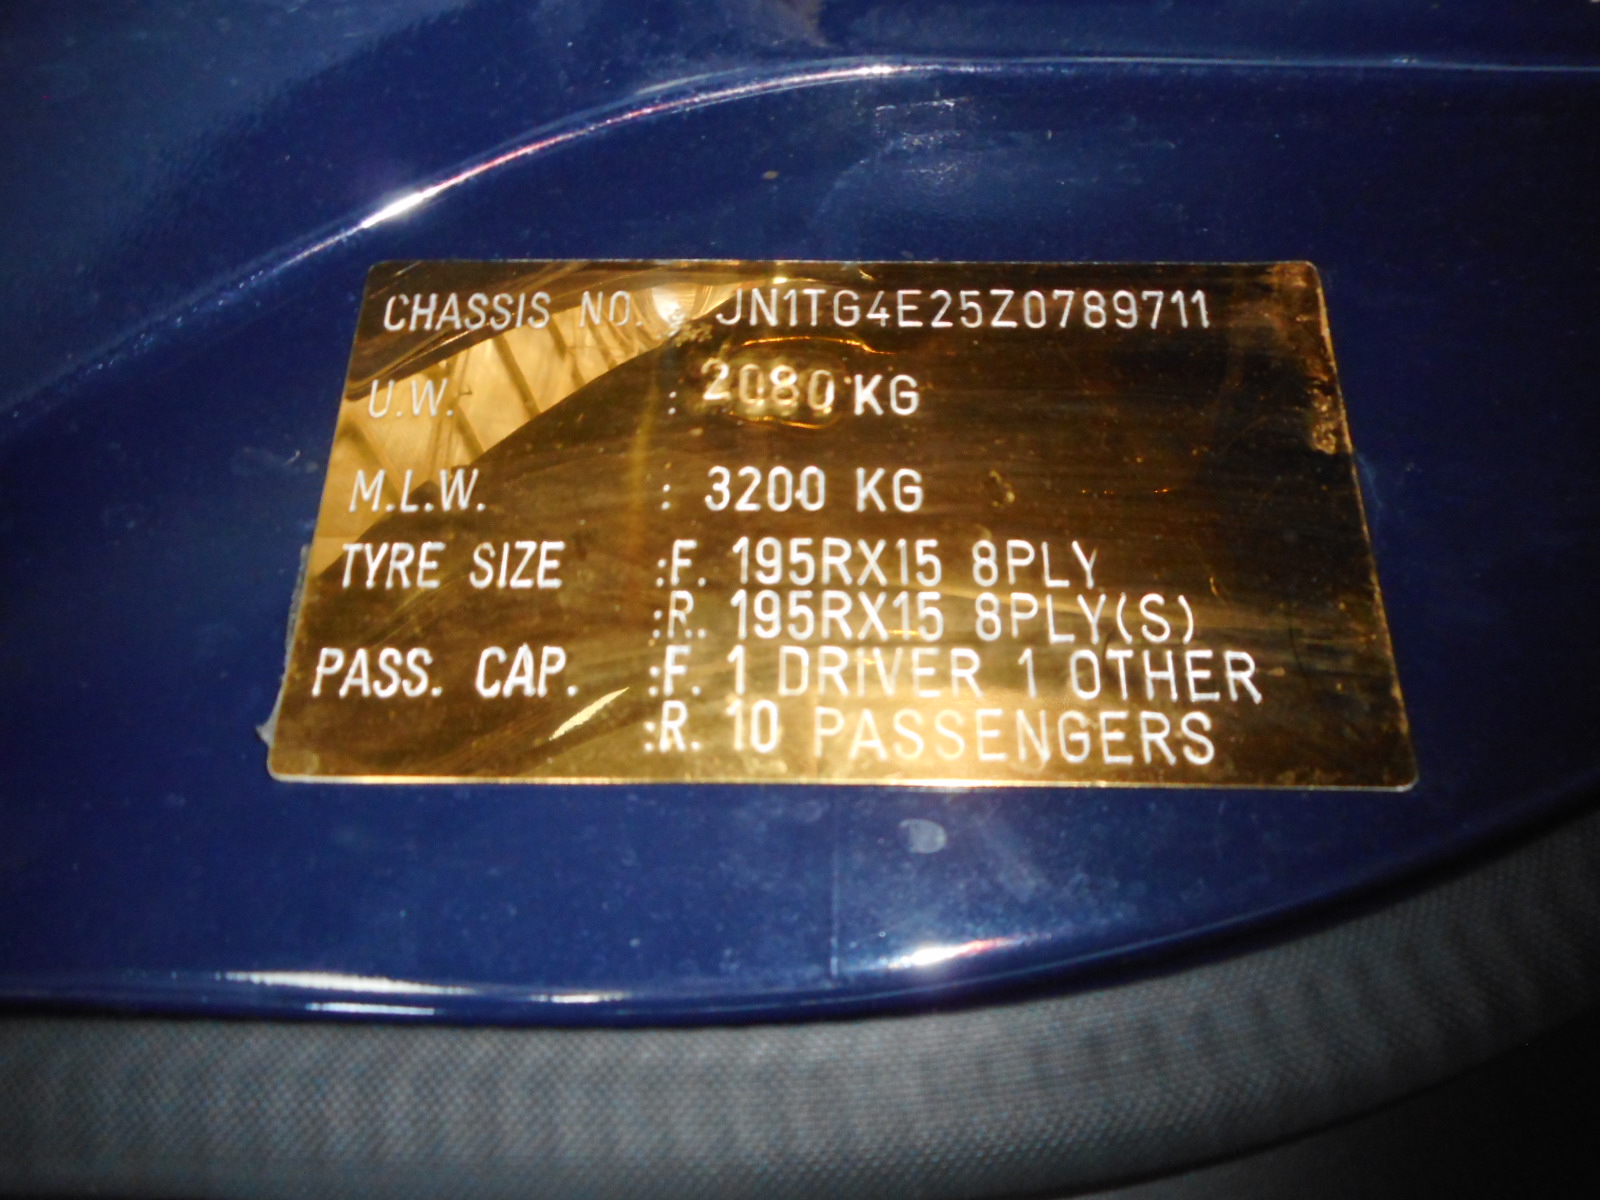 CHASSIS NO. : JN1TG4E25Z0789711
U.W. : 2080 KG
M.L.W. : 3200 KG
TYRE SIZE :F. 195RX15 8PLY
:R. 195RX15 8PLY(S)
PASS. CAP. :F. 1 DRIVER 1 OTHER
:R. 10 PASSENGERS